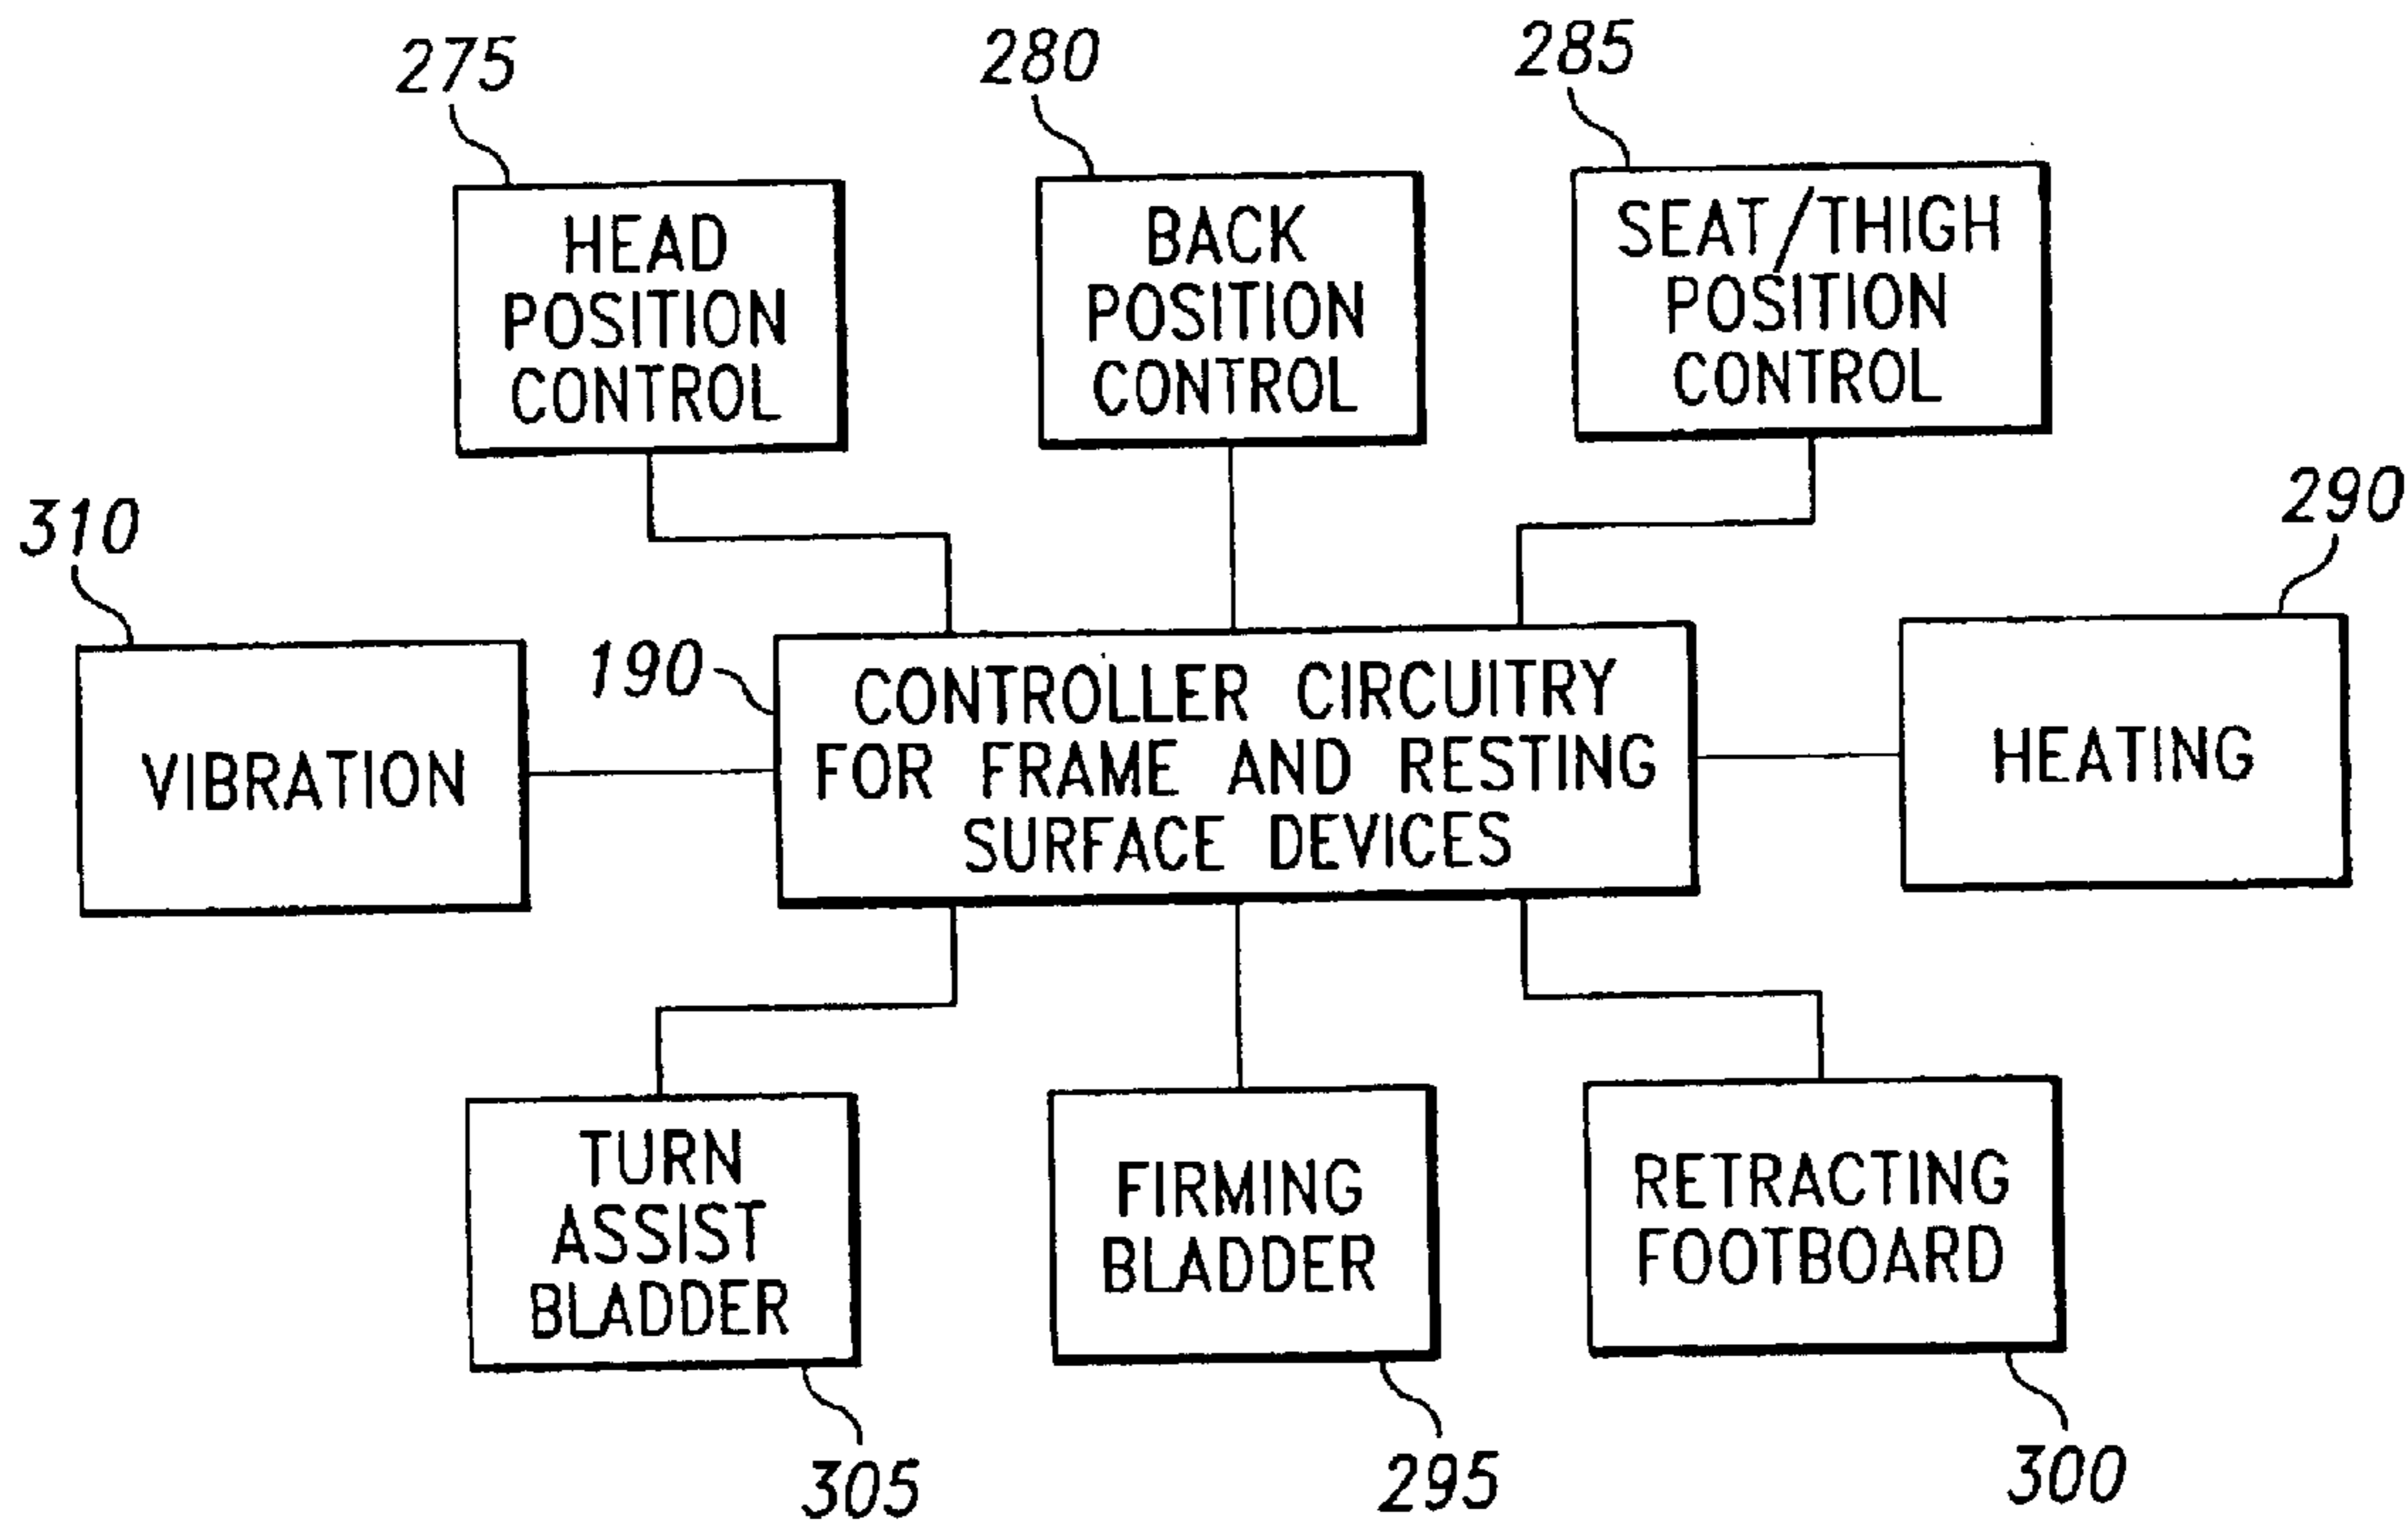 275
280
285
HEAD
POSITION
CONTROL
BACK
POSITION
CONTROL
SEAT/THIGH
POSITION
CONTROL
310
190
290
VIBRATION
CONTROLLER CIRCUITRY
FOR FRAME AND RESTING
SURFACE DEVICES
HEATING
TURN
ASSIST
BLADDER
FIRMING
BLADDER
RETRACTING
FOOTBOARD
305
295
300